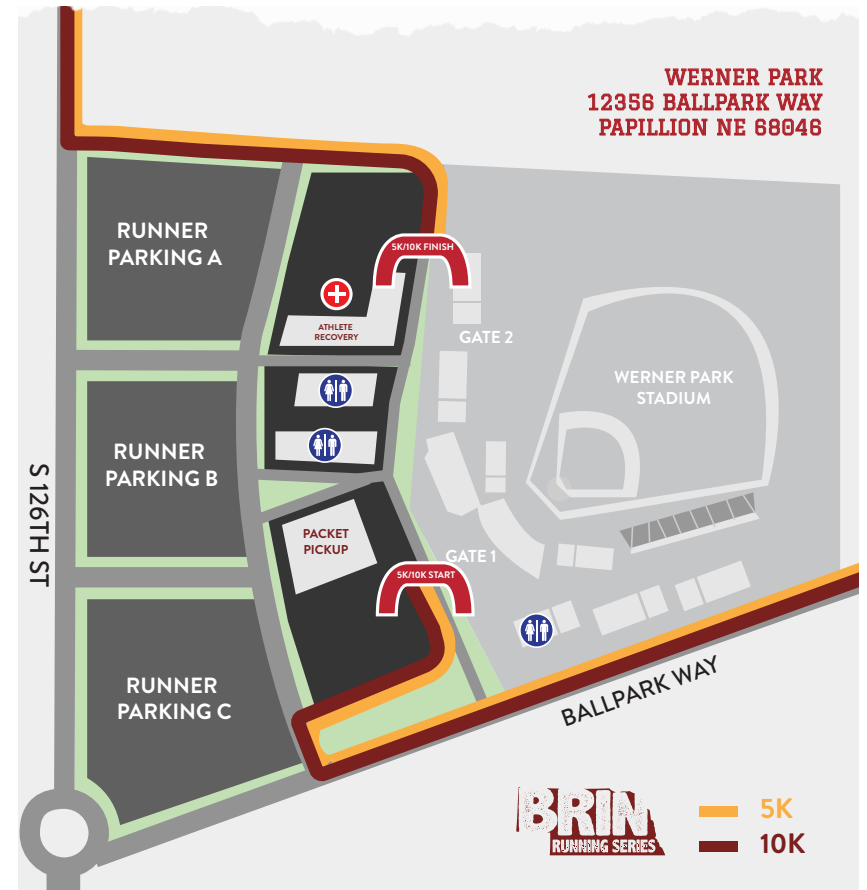 WERNER PARK
12356 BALLPARK WAY
PAPILLION NE 68046
RUNNER
PARKING A
5K/10K FINISH
ATHLETE
RECOVERY
GATE 2
WERNER PARK
STADIUM
RUNNER
PARKING B
S 126TH ST
PACKET
PICKUP
GATE 1
5K/10K START
RUNNER
PARKING C
BALLPARK WAY
BRIN
RUNNING SERIES
5K
10K